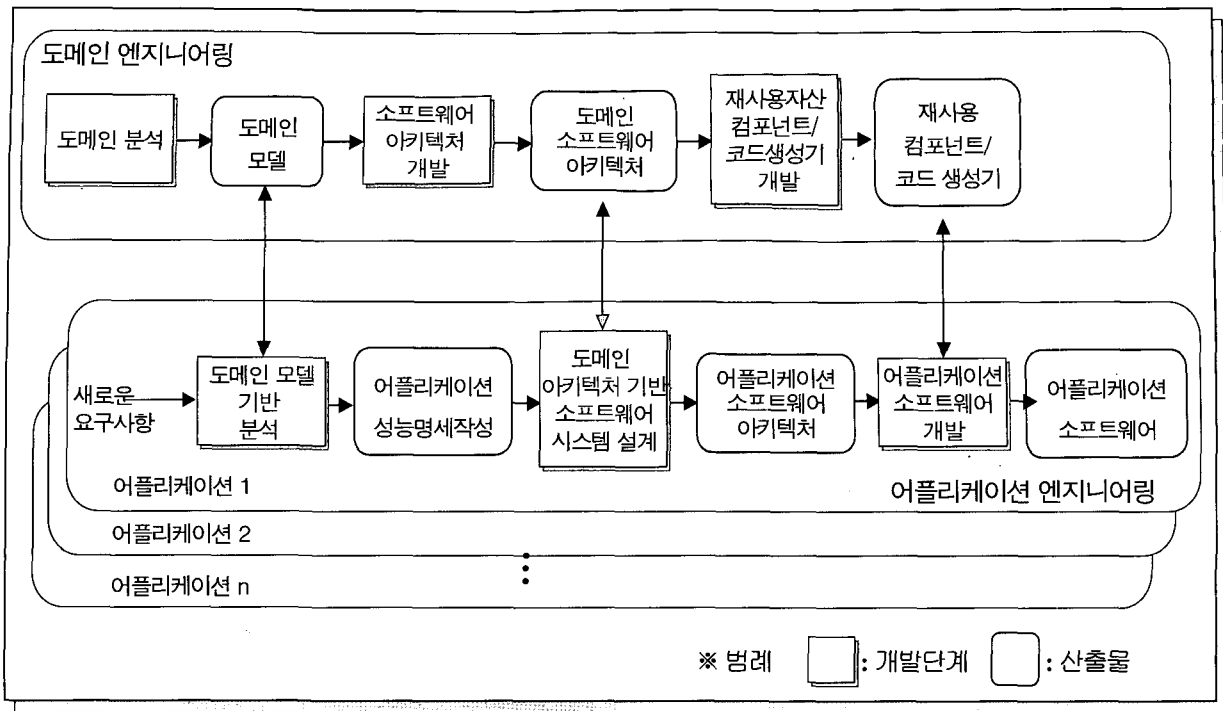 도메인 엔지니어링
도메인 분석
도메인
모델
소프트웨어
아키텍처
개발
도메인
소프트웨어
아키텍처
재사용자산
컴포넌트/
코드생성기
개발
재사용
컴포넌트/
코드 생성기
새로운
요구사항
도메인 모델
기반
분석
어플리케이션
성능명세작성
도메인
아키텍처 기반
소프트웨어
시스템 설계
어플리케이션
소프트웨어
아키텍처
어플리케이션
소프트웨어
개발
어플리케이션
소프트웨어
어플리케이션 1
어플리케이션 엔지니어링
어플리케이션 2
어플리케이션 n
※ 범례
: 개발단계
: 산출물